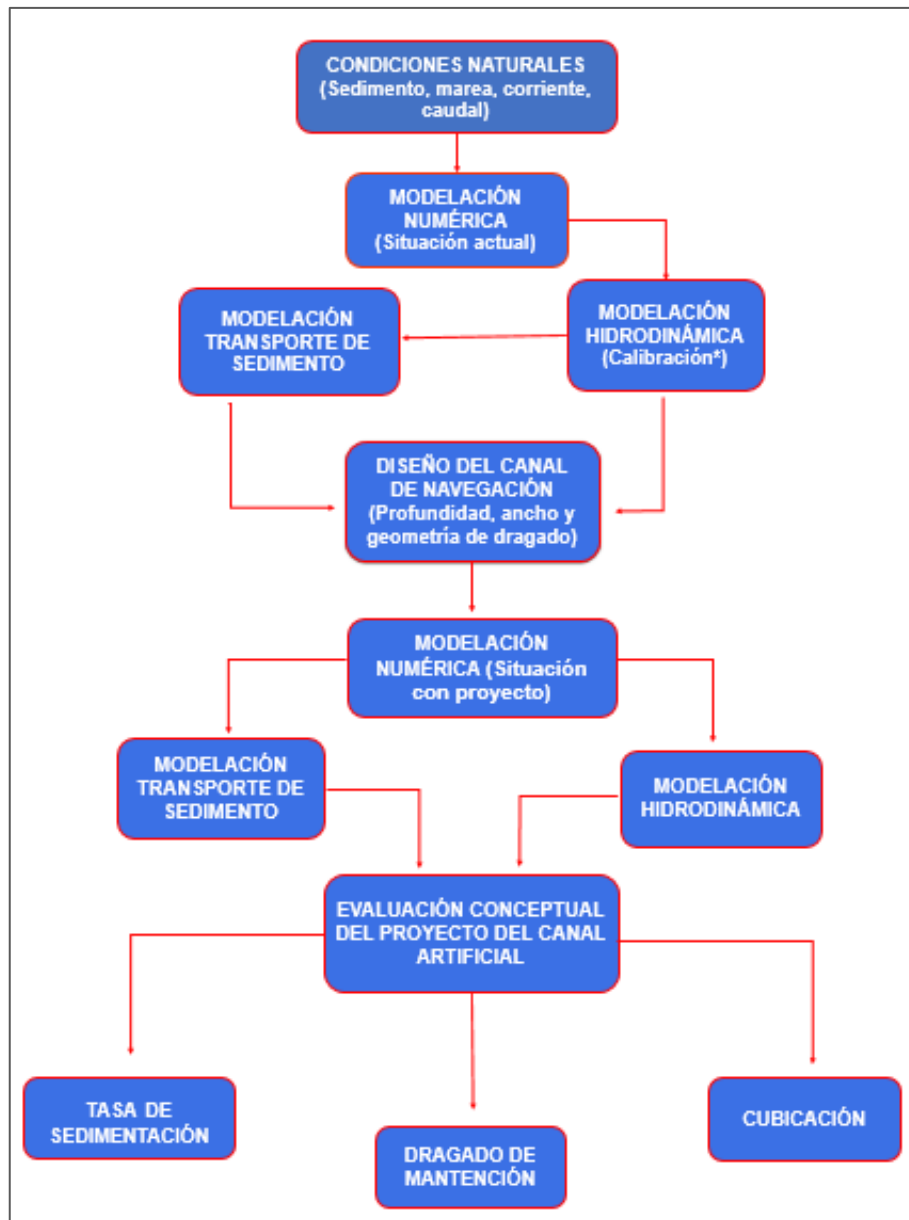 CONDICIONES NATURALES
(Sedimento, marea, corriente,
caudal)
MODELACIÓN
NUMÉRICA
(Situación actual)
MODELACIÓN
TRANSPORTE DE
SEDIMENTO
MODELACIÓN
HIDRODINÁMICA
(Calibración*)
DISEÑO DEL CANAL
DE NAVEGACIÓN
(Profundidad, ancho y
geometría de dragado)
MODELACIÓN
NUMÉRICA (Situación
con proyecto)
MODELACIÓN
TRANSPORTE DE
SEDIMENTO
MODELACIÓN
HIDRODINÁMICA
EVALUACIÓN CONCEPTUAL
DEL PROYECTO DEL CANAL
ARTIFICIAL
TASA DE
SEDIMENTACIÓN
DRAGADO DE
MANTENCIÓN
CUBICACIÓN